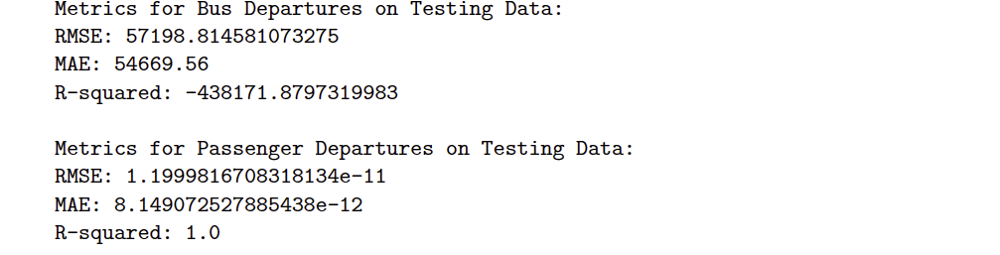 Metrics for Bus Departures on Testing Data:
RMSE: 57198.814581073275
MAE: 54669.56
R-squared: -438171.8797319983
Metrics for Passenger Departures on Testing Data:
RMSE: 1.1999816708318134e-11
MAE: 8.149072527885438e-12
R-squared: 1.0